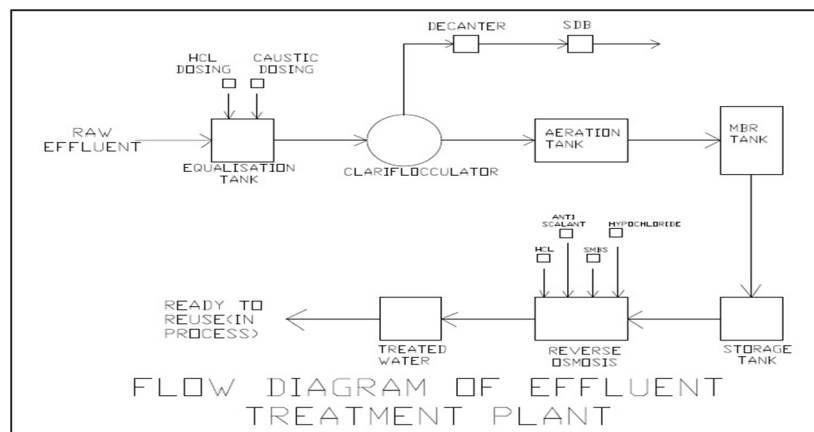 DECANTER
SDB
HCL
DOSING
CAUSTIC
DOSING
RAW
EFFLUENT
EQUALISATION
TANK
CLARIFLOCCULATOR
AERATION
TANK
MBR
TANK
ANTI
SCALANT
HYPOCHLORIDE
HCL
SMBS
READY TO
REUSE(IN
PROCESS)
TREATED
WATER
REVERSE
OSMOSIS
STORAGE
TANK
FLOW DIAGRAM OF EFFLUENT
TREATMENT PLANT